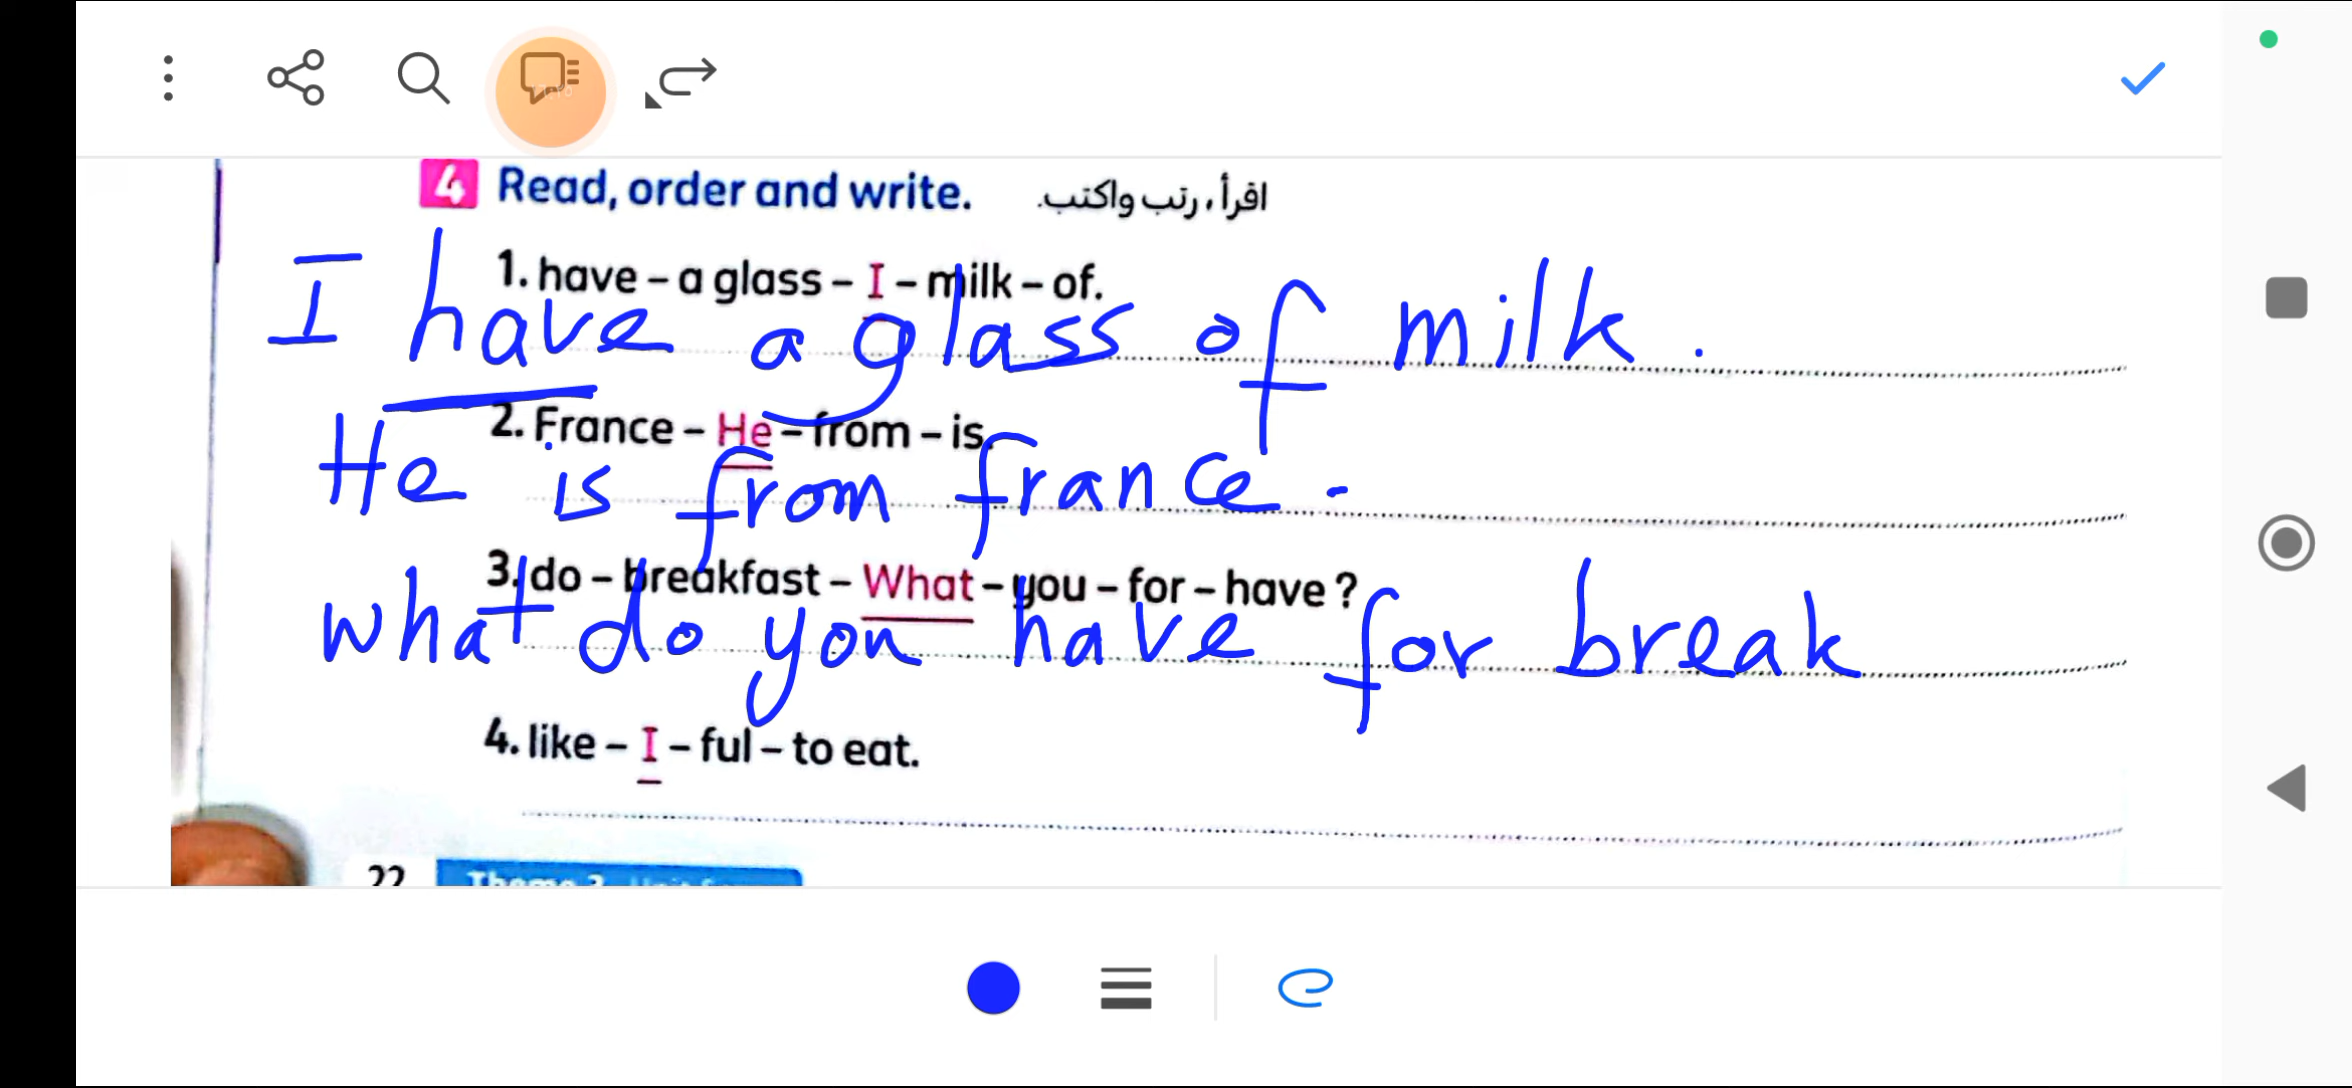 4 Read, order and write. اقرأ، رتب واكتب.
1. have – a glass – I – milk – of.
I have a glass of milk.
2. France – He – from – is.
He is from france.
3. do – breakfast – What – you – for – have ?
what do you have for break
4. like – I – ful – to eat.
22 Theme 2